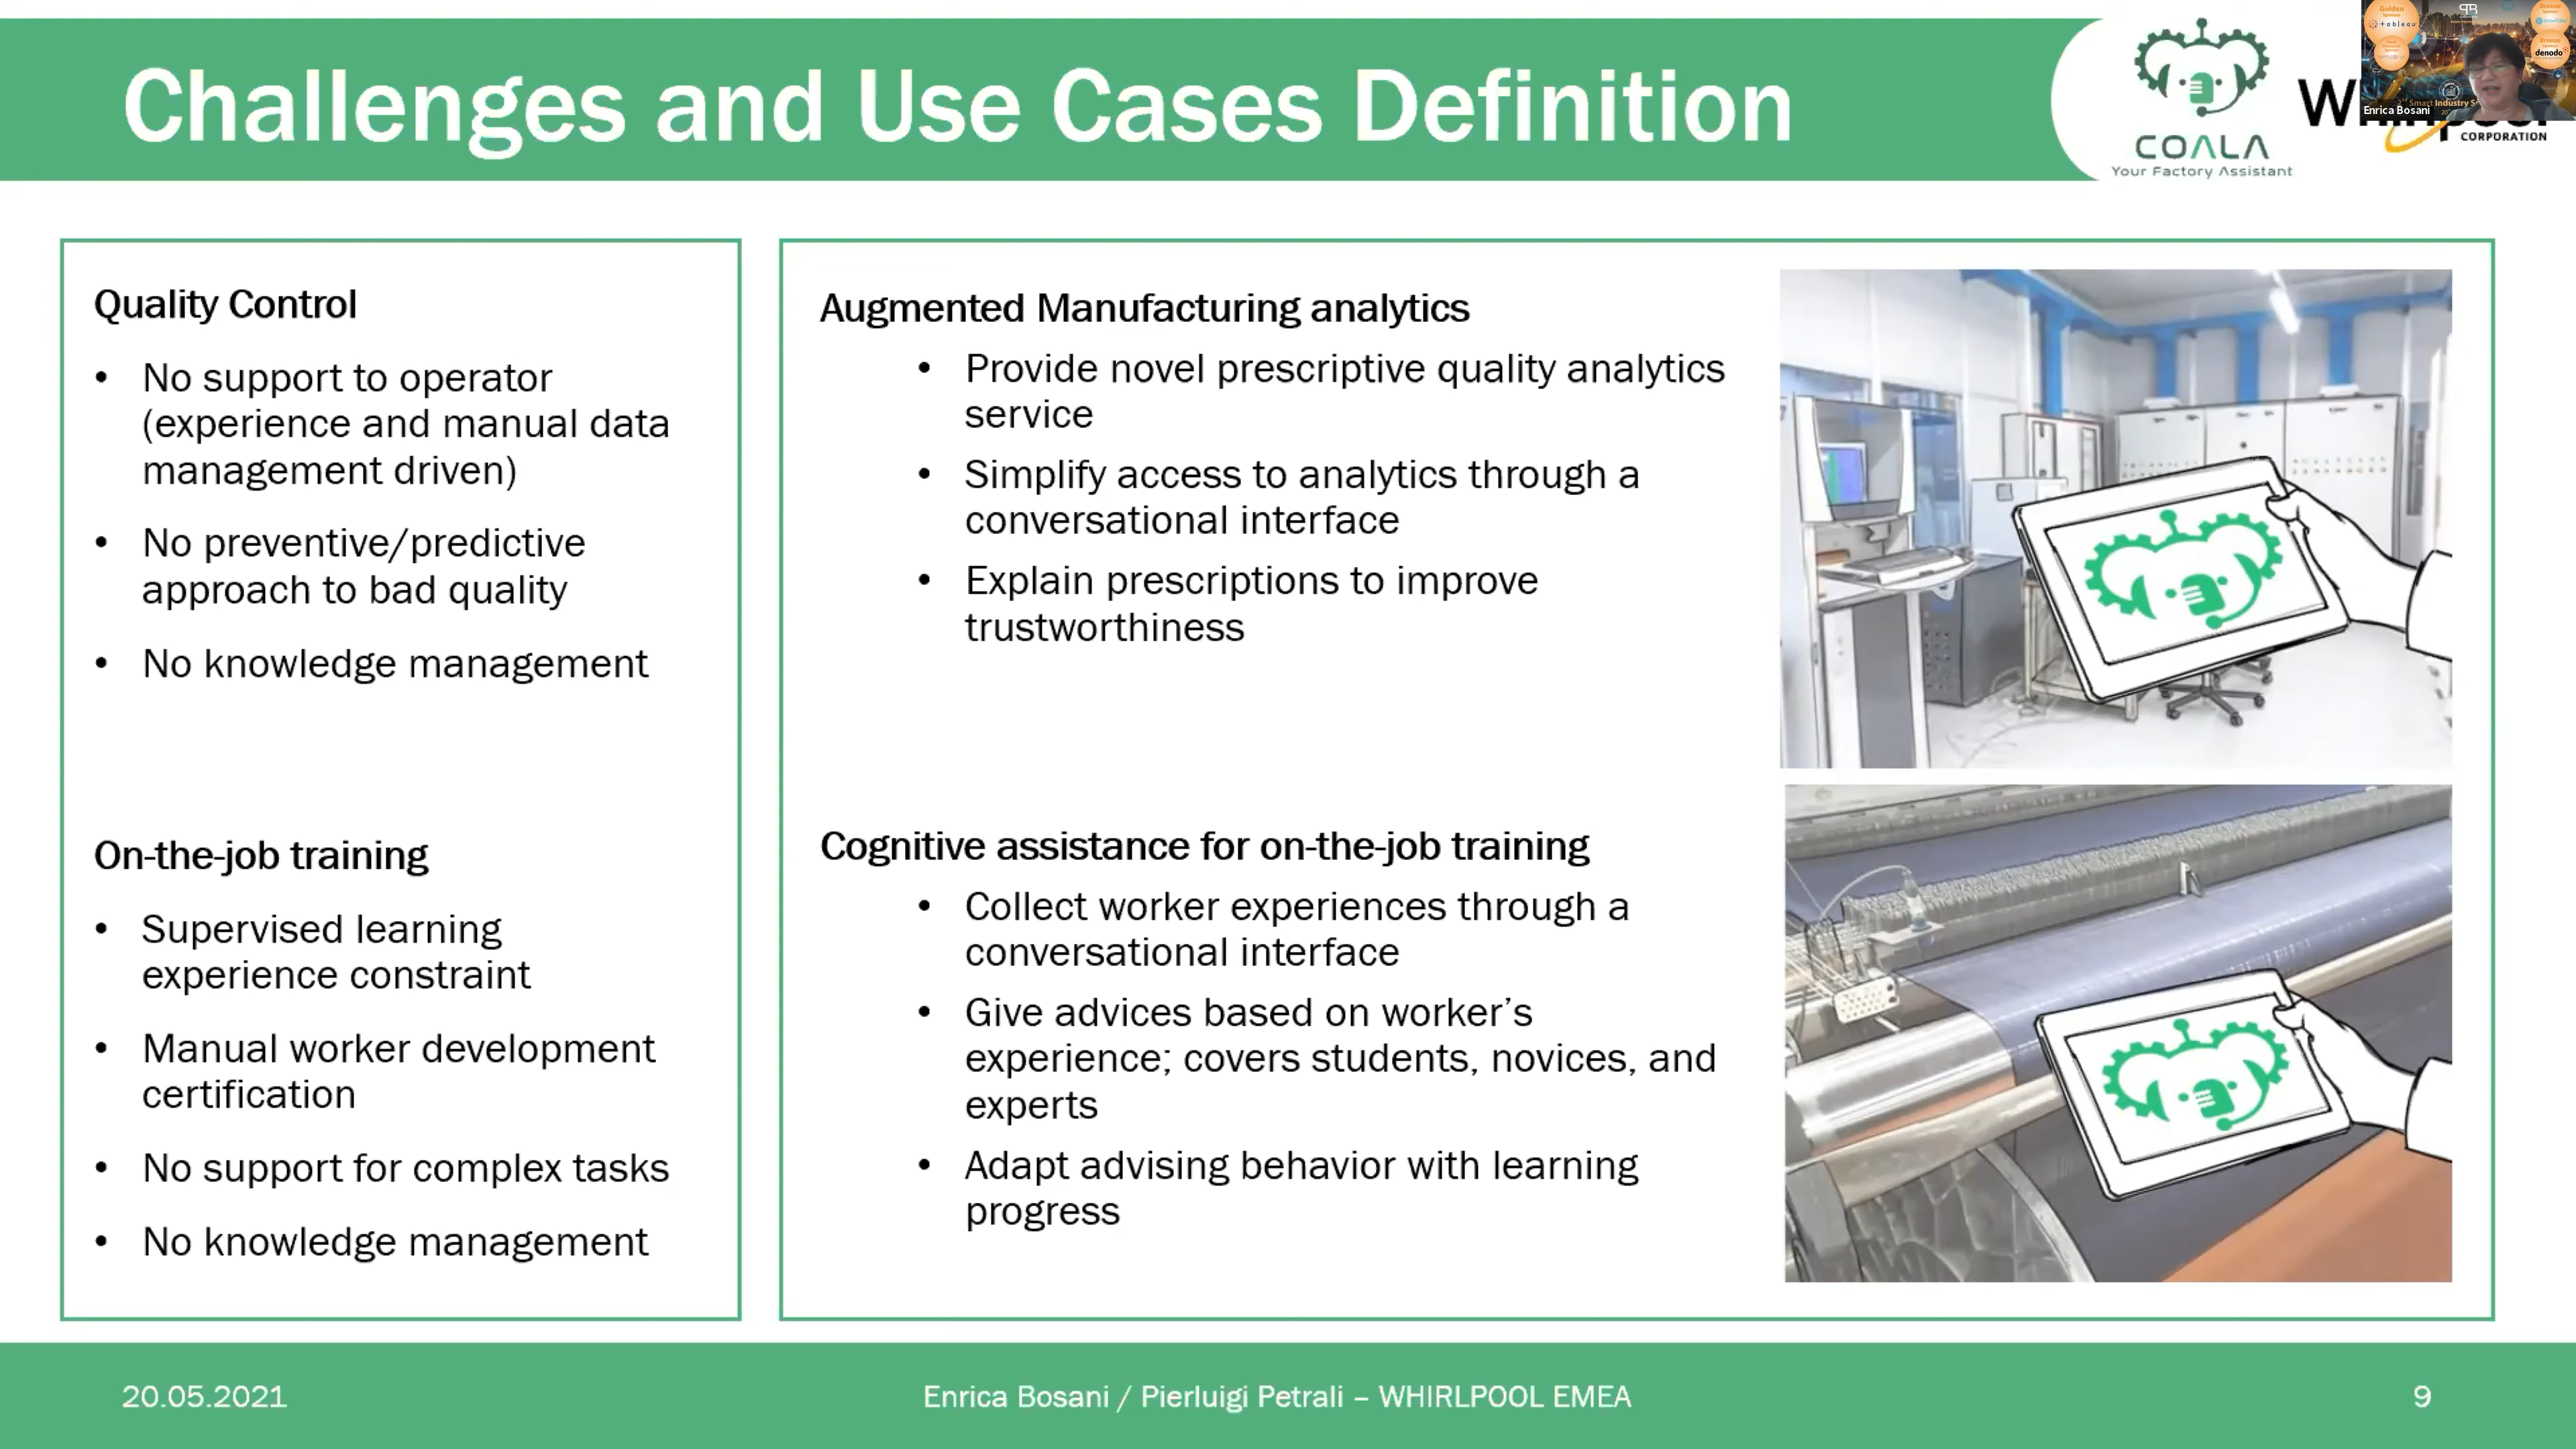 Challenges and Use Cases Definition
COALA
Your Factory Assistant
CORPORATION
Golden
tableau
denodo
Enrica Bosani
Smart Industry
Quality Control
• No support to operator
(experience and manual data
management driven)
• No preventive/predictive
approach to bad quality
• No knowledge management
On-the-job training
• Supervised learning
experience constraint
• Manual worker development
certification
• No support for complex tasks
• No knowledge management
Augmented Manufacturing analytics
• Provide novel prescriptive quality analytics
service
• Simplify access to analytics through a
conversational interface
• Explain prescriptions to improve
trustworthiness
Cognitive assistance for on-the-job training
• Collect worker experiences through a
conversational interface
• Give advices based on worker’s
experience; covers students, novices, and
experts
• Adapt advising behavior with learning
progress
20.05.2021
Enrica Bosani / Pierluigi Petrali – WHIRLPOOL EMEA
9